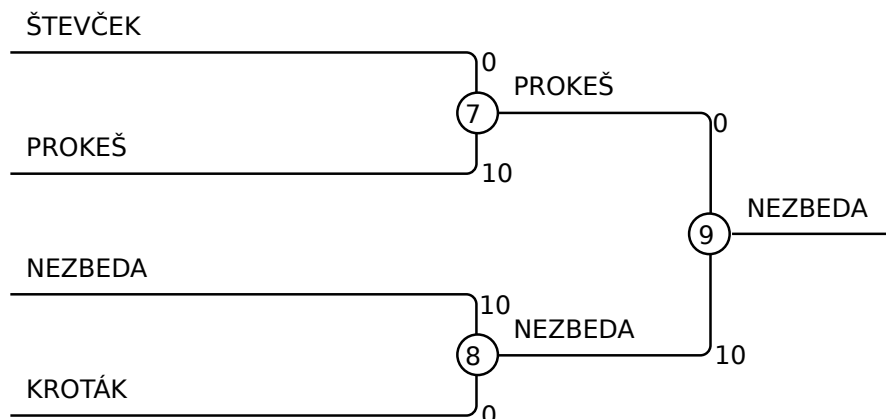 ŠTEVČEK
0
7
PROKEŠ
0
PROKEŠ
10
9
NEZBEDA
NEZBEDA
10
8
NEZBEDA
10
KROTÁK
0